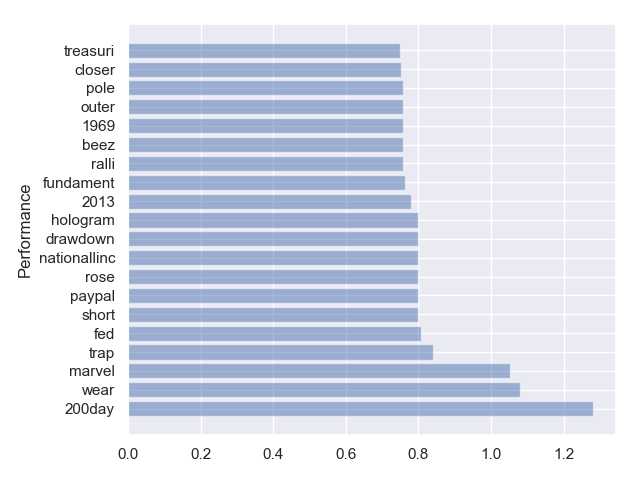 treasuri
closer
pole
outer
1969
beez
ralli
fundament
2013
hologram
drawdown
nationallinc
rose
paypal
short
fed
trap
marvel
wear
200day
Performance
0.0 0.2 0.4 0.6 0.8 1.0 1.2